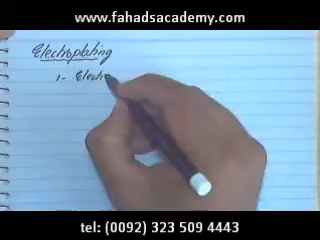 www.fahadsacademy.com
Electroplating
1- Electr
tel: (0092) 323 509 4443